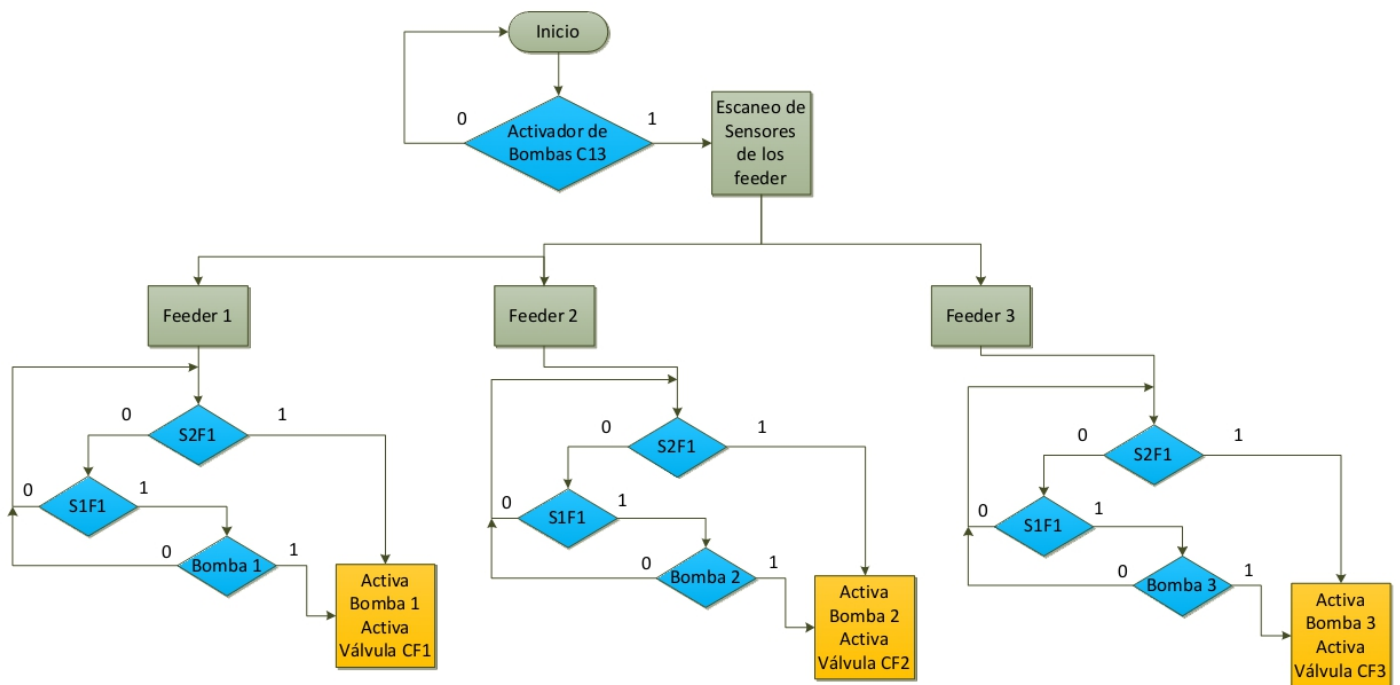 Inicio
0
Activador de
Bombas C13
1
Escaneo de
Sensores
de los
feeder
Feeder 1
Feeder 2
Feeder 3
0
S2F1
1
0
S1F1
1
0
Bomba 1
1
Activa
Bomba 1
Activa
Válvula CF1
0
S2F1
1
0
S1F1
1
0
Bomba 2
1
Activa
Bomba 2
Activa
Válvula CF2
0
S2F1
1
0
S1F1
1
0
Bomba 3
1
Activa
Bomba 3
Activa
Válvula CF3